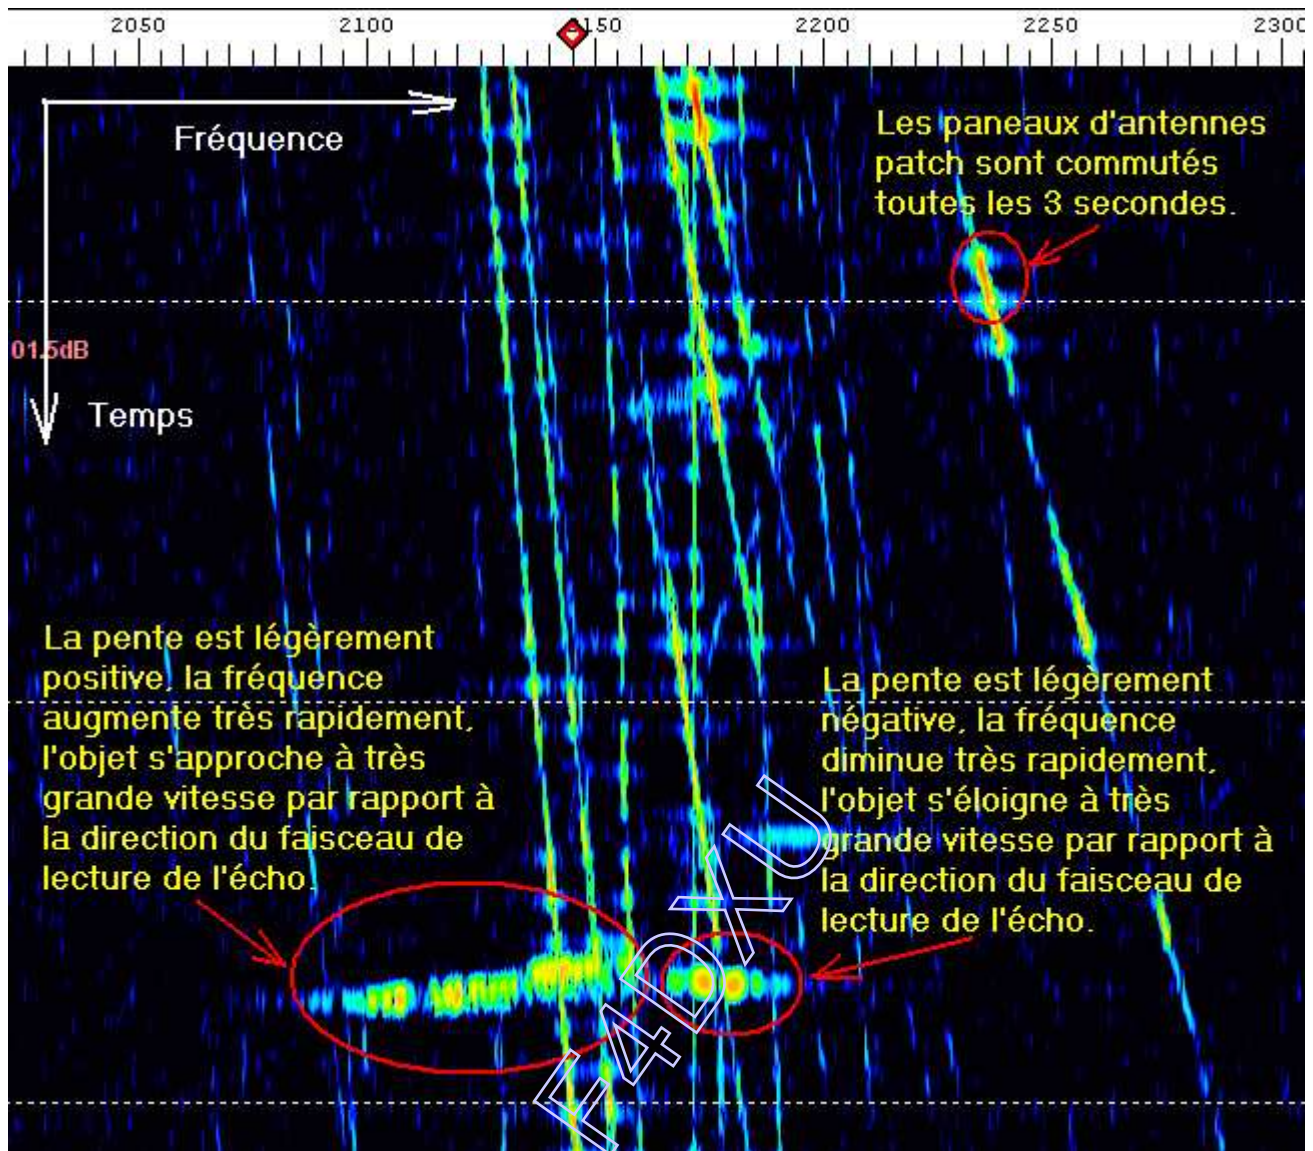 2050 2100 2150 2200 2250 2300
Fréquence
Les paneaux d'antennes
patch sont commutés
toutes les 3 secondes.
01.5dB
Temps
La pente est légèrement
positive, la fréquence
augmente très rapidement,
l'objet s'approche à très
grande vitesse par rapport à
la direction du faisceau de
lecture de l'écho.
La pente est légèrement
négative, la fréquence
diminue très rapidement,
l'objet s'éloigne à très
grande vitesse par rapport à
la direction du faisceau de
lecture de l'écho.
F4DXU